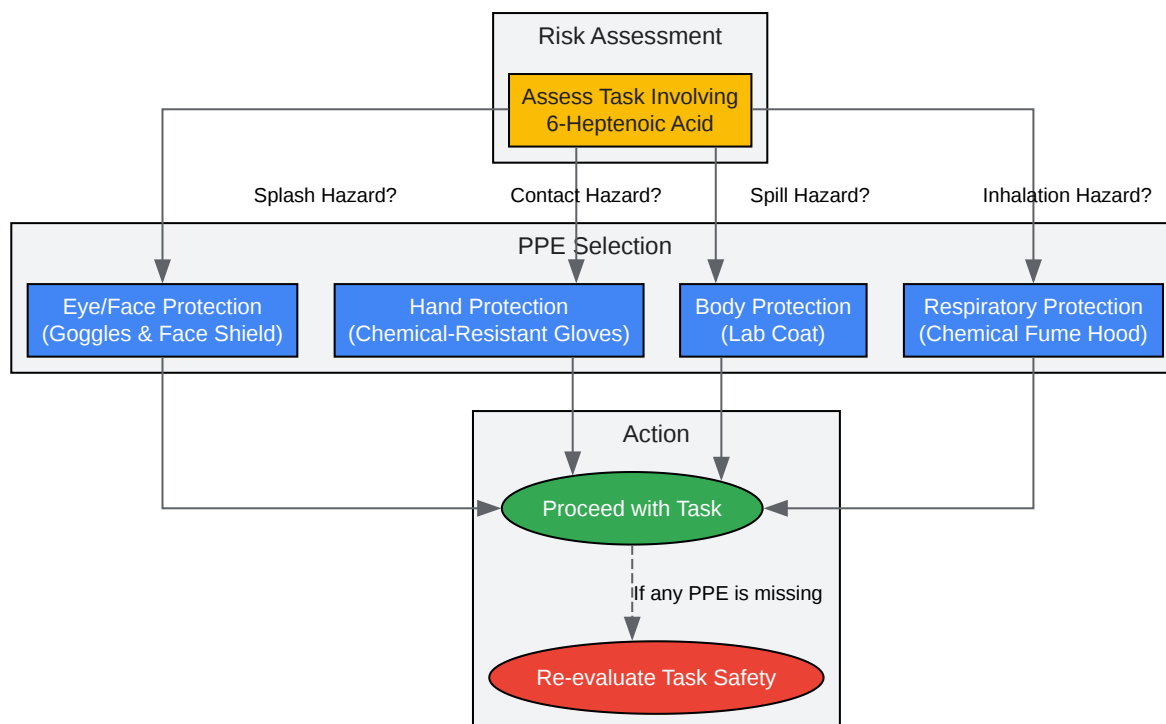 Risk Assessment
Assess Task Involving
6-Heptenoic Acid
Splash Hazard?
Contact Hazard?
Spill Hazard?
Inhalation Hazard?
PPE Selection
Eye/Face Protection
(Goggles & Face Shield)
Hand Protection
(Chemical-Resistant Gloves)
Body Protection
(Lab Coat)
Respiratory Protection
(Chemical Fume Hood)
Action
Proceed with Task
If any PPE is missing
Re-evaluate Task Safety